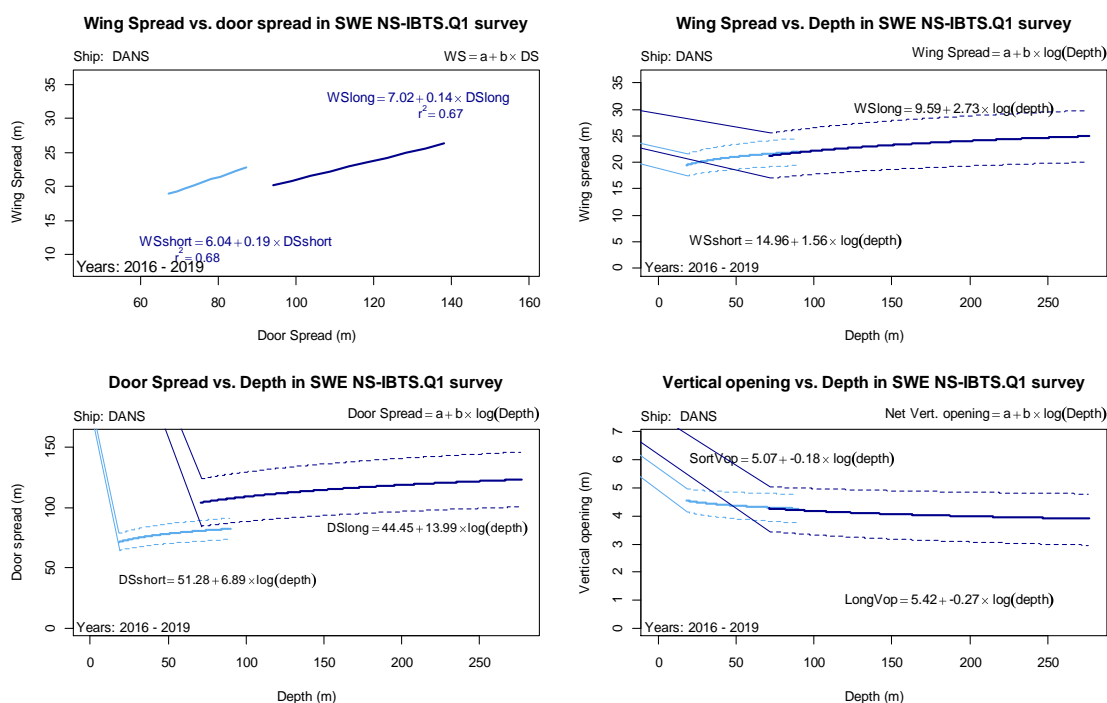 Wing Spread vs. door spread in SWE NS-IBTS.Q1 survey
Ship: DANS
WS = a + b × DS
Wing Spread (m)
35
30
25
20
15
10
WSlong = 7.02 + 0.14 × DSlong
r² = 0.67
WSshort = 6.04 + 0.19 × DSshort
r² = 0.68
Years: 2016 - 2019
60 80 100 120 140 160
Door Spread (m)
Wing Spread vs. Depth in SWE NS-IBTS.Q1 survey
Ship: DANS
Wing Spread = a + b × log(Depth)
Wing spread (m)
35
30
25
20
15
10
5
0
WSlong = 9.59 + 2.73 × log(depth)
WSshort = 14.96 + 1.56 × log(depth)
Years: 2016 - 2019
0 50 100 150 200 250
Depth (m)
Door Spread vs. Depth in SWE NS-IBTS.Q1 survey
Ship: DANS
Door Spread = a + b × log(Depth)
Door spread (m)
150
100
50
0
DSlong = 44.45 + 13.99 × log(depth)
DSshort = 51.28 + 6.89 × log(depth)
Years: 2016 - 2019
0 50 100 150 200 250
Depth (m)
Vertical opening vs. Depth in SWE NS-IBTS.Q1 survey
Ship: DANS
Net Vert. opening = a + b × log(Depth)
Vertical opening (m)
7
6
5
4
3
2
1
0
SortVop = 5.07 + -0.18 × log(depth)
LongVop = 5.42 + -0.27 × log(depth)
Years: 2016 - 2019
0 50 100 150 200 250
Depth (m)